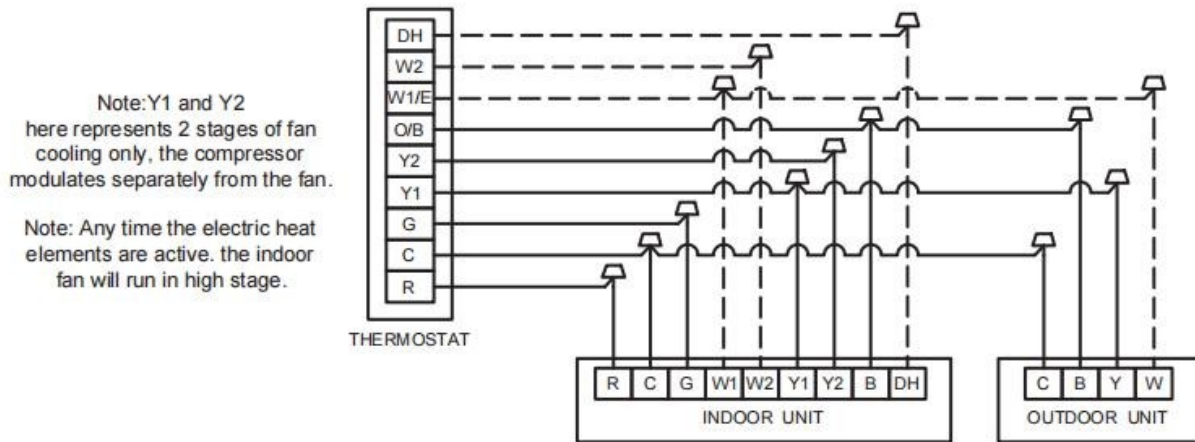 Note:Y1 and Y2
here represents 2 stages of fan
cooling only, the compressor
modulates separately from the fan.
Note: Any time the electric heat
elements are active. the indoor
fan will run in high stage.
DH
W2
W1/E
O/B
Y2
Y1
G
C
R
THERMOSTAT
R C G W1 W2 Y1 Y2 B DH
INDOOR UNIT
C B Y W
OUTDOOR UNIT